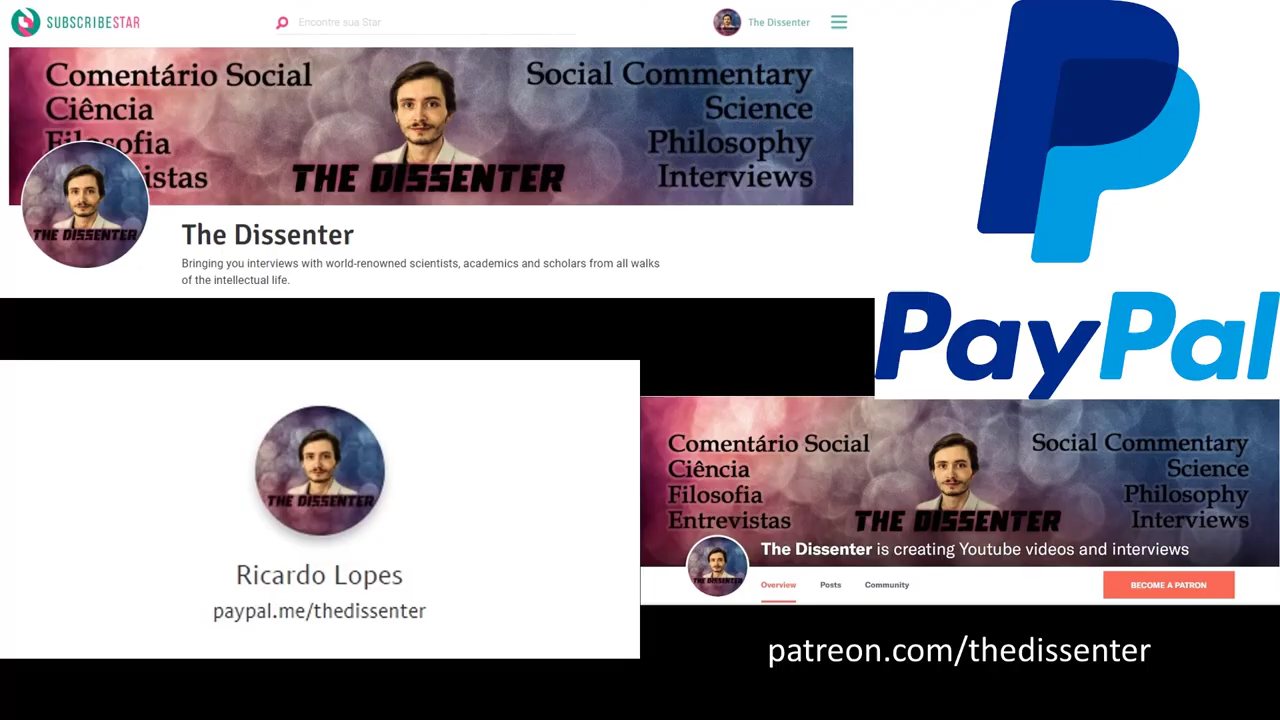 SUBSCRIBESTAR
Encontre sua Star
The Dissenter
Comentário Social
Ciência
Filosofia
istas
Social Commentary
Science
Philosophy
Interviews
THE DISSENTER
THE DISSENTER
The Dissenter
Bringing you interviews with world-renowned scientists, academics and scholars from all walks
of the intellectual life.
PayPal
THE DISSENTER
Ricardo Lopes
paypal.me/thedissenter
Comentário Social
Ciência
Filosofia
Entrevistas
Social Commentary
Science
Philosophy
Interviews
THE DISSENTER
THE DISSENTER
The Dissenter is creating Youtube videos and interviews
Overview
Posts
Community
BECOME A PATRON
patreon.com/thedissenter